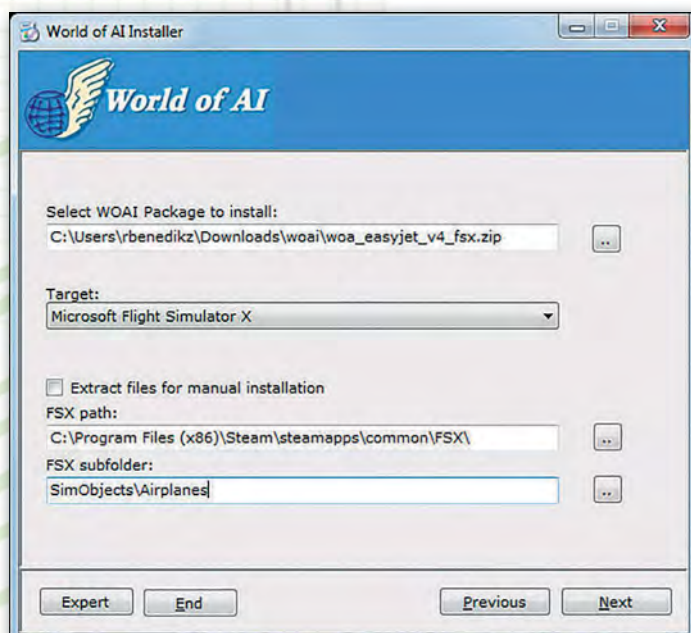 World of AI Installer
World of AI
Select WOAI Package to install:
C:\Users\rbenedikz\Downloads\woai\woa_easyjet_v4_fsx.zip
..
Target:
Microsoft Flight Simulator X
Extract files for manual installation
FSX path:
C:\Program Files (x86)\Steam\steamapps\common\FSX\
..
FSX subfolder:
SimObjects\Airplanes
..
Expert End Previous Next